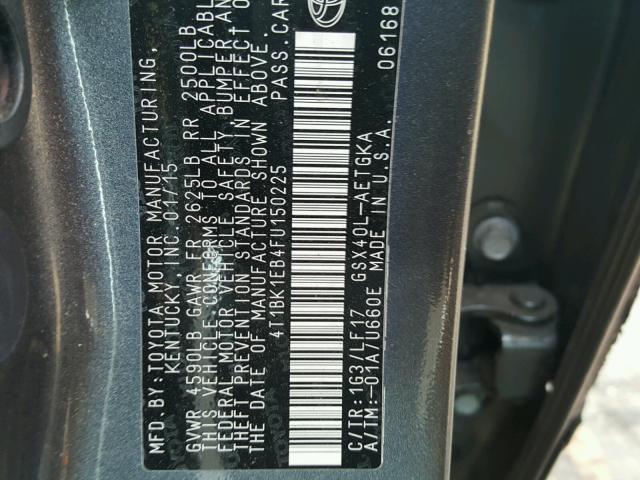 MFD. BY: TOYOTA MOTOR MANUFACTURING,
KENTUCKY, INC. 01/15
GVWR 4590LB GAWR FR 2625LB RR 2500LB
THIS VEHICLE CONFORMS TO ALL APPLICABLE
FEDERAL MOTOR VEHICLE SAFETY, BUMPER, AN
THEFT PREVENTION STANDARDS IN EFFECT O
THE DATE OF MANUFACTURE SHOWN ABOVE.
4T1BK1EB4FU150225 PASS. CAR
C/TR:1G3/LF17 GSX40L-AETGKA
A/TM:-01A/U660E MADE IN U.S.A.
06168